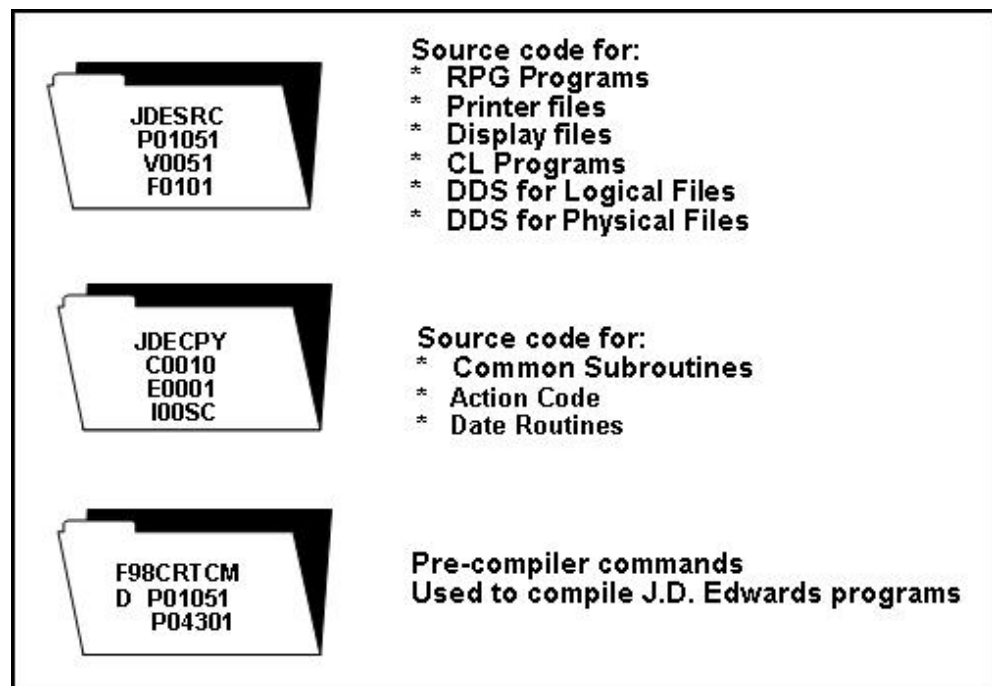 JDESRC
P01051
V0051
F0101
Source code for:
* RPG Programs
* Printer files
* Display files
* CL Programs
* DDS for Logical Files
* DDS for Physical Files
JDECPY
C0010
E0001
I00SC
Source code for:
* Common Subroutines
* Action Code
* Date Routines
F98CRTCM
D P01051
P04301
Pre-compiler commands
Used to compile J.D. Edwards programs